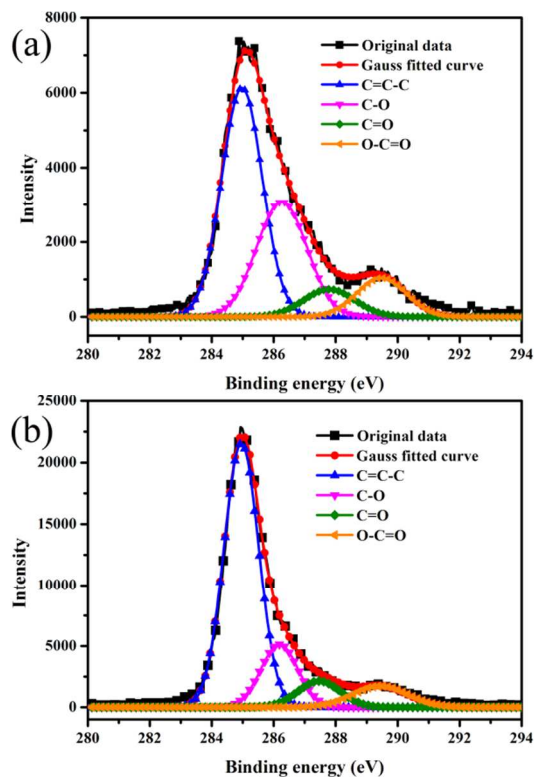 (a)
8000
6000
4000
2000
0
Intensity
Original data
Gauss fitted curve
C=C-C
C-O
C=O
O-C=O
280 282 284 286 288 290 292 294
Binding energy (eV)
(b)
25000
20000
15000
10000
5000
0
Intensity
Original data
Gauss fitted curve
C=C-C
C-O
C=O
O-C=O
280 282 284 286 288 290 292 294
Binding energy (eV)